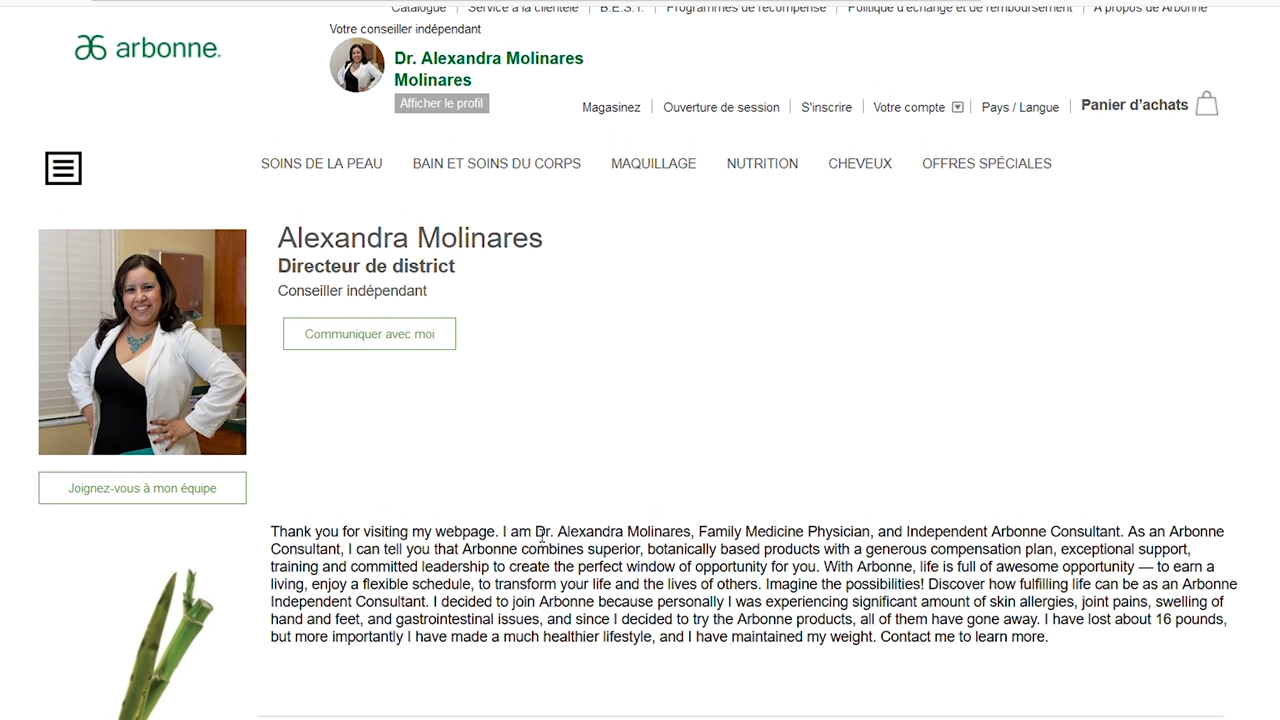 Catalogue | Service à la clientèle | B.E.S.T. | Programmes de récompense | Politique d'échange et de remboursement | À propos de Arbonne
Votre conseiller indépendant
arbonne.
Dr. Alexandra Molinares
Molinares
Afficher le profil
Magasinez | Ouverture de session | S'inscrire | Votre compte | Pays / Langue | Panier d'achats
SOINS DE LA PEAU BAIN ET SOINS DU CORPS MAQUILLAGE NUTRITION CHEVEUX OFFRES SPÉCIALES
Alexandra Molinares
Directeur de district
Conseiller indépendant
Communiquer avec moi
Joignez-vous à mon équipe
Thank you for visiting my webpage. I am Dr. Alexandra Molinares, Family Medicine Physician, and Independent Arbonne Consultant. As an Arbonne
Consultant, I can tell you that Arbonne combines superior, botanically based products with a generous compensation plan, exceptional support,
training and committed leadership to create the perfect window of opportunity for you. With Arbonne, life is full of awesome opportunity — to earn a
living, enjoy a flexible schedule, to transform your life and the lives of others. Imagine the possibilities! Discover how fulfilling life can be as an Arbonne
Independent Consultant. I decided to join Arbonne because personally I was experiencing significant amount of skin allergies, joint pains, swelling of
hand and feet, and gastrointestinal issues, and since I decided to try the Arbonne products, all of them have gone away. I have lost about 16 pounds,
but more importantly I have made a much healthier lifestyle, and I have maintained my weight. Contact me to learn more.